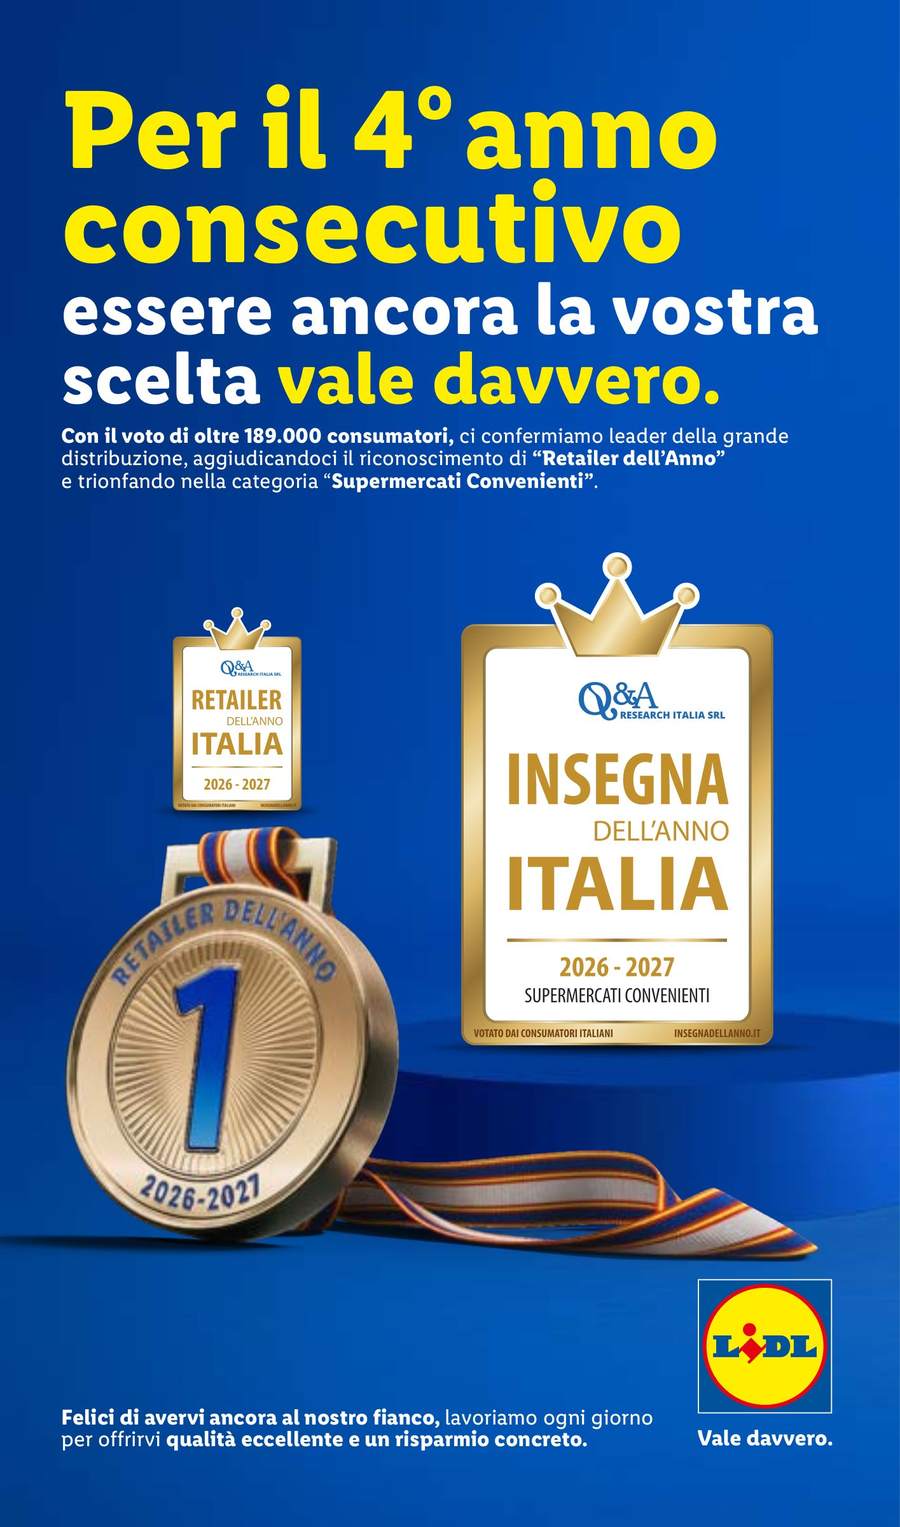 Per il 4° anno
consecutivo
essere ancora la vostra
scelta vale davvero.
Con il voto di oltre 189.000 consumatori, ci confermiamo leader della grande
distribuzione, aggiudicandoci il riconoscimento di “Retailer dell’Anno”
e trionfando nella categoria “Supermercati Convenienti”.
Q&A
RESEARCH ITALIA SRL
RETAILER
DELL'ANNO
ITALIA
2026 - 2027
VOTATO DAI CONSUMATORI ITALIANI INSEGNADELLANNO.IT
Q&A
RESEARCH ITALIA SRL
INSEGNA
DELL'ANNO
ITALIA
2026 - 2027
SUPERMERCATI CONVENIENTI
VOTATO DAI CONSUMATORI ITALIANI INSEGNADELLANNO.IT
RETAILER DELL'ANNO
1
2026-2027
LIDL
Felici di avervi ancora al nostro fianco, lavoriamo ogni giorno
per offrirvi qualità eccellente e un risparmio concreto.
Vale davvero.